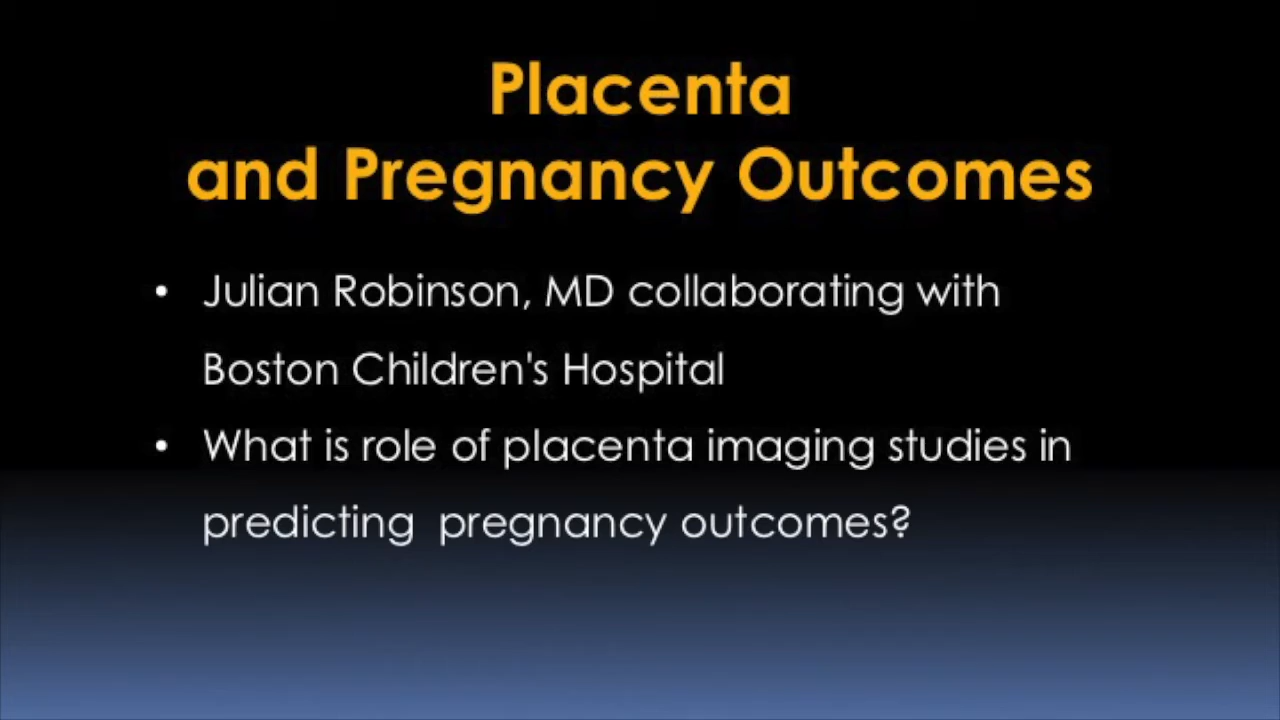 Placenta
and Pregnancy Outcomes
• Julian Robinson, MD collaborating with
Boston Children's Hospital
• What is role of placenta imaging studies in
predicting  pregnancy outcomes?